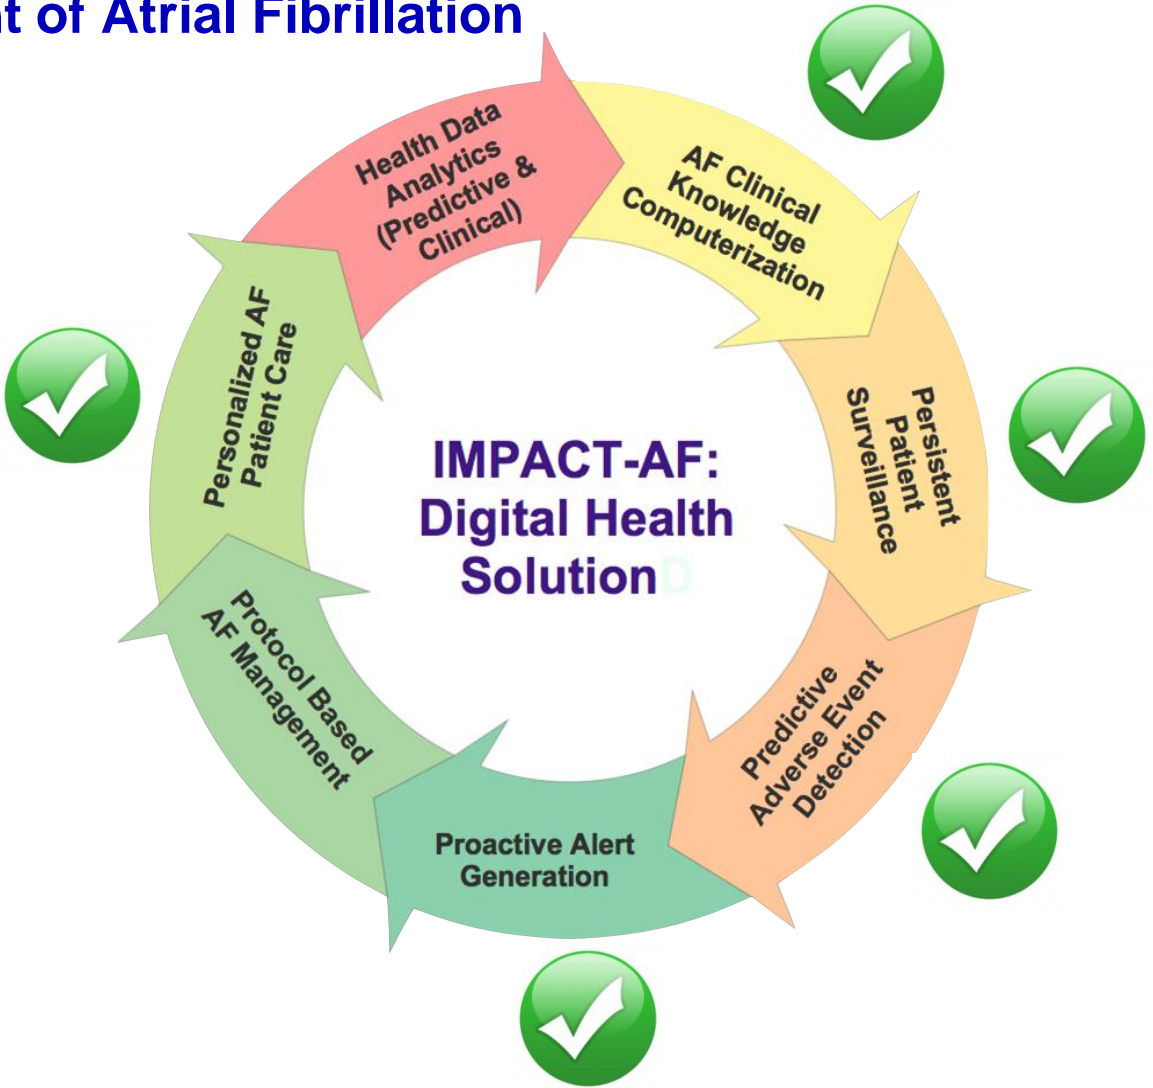 nt of Atrial Fibrillation
Health Data
Analytics
(Predictive &
Clinical)
AF Clinical
Knowledge
Computerization
Persistent
Patient
Surveillance
Predictive
Adverse Event
Detection
Proactive Alert
Generation
Protocol Based
AF Management
Personalized AF
Patient Care
IMPACT-AF:
Digital Health
Solution D